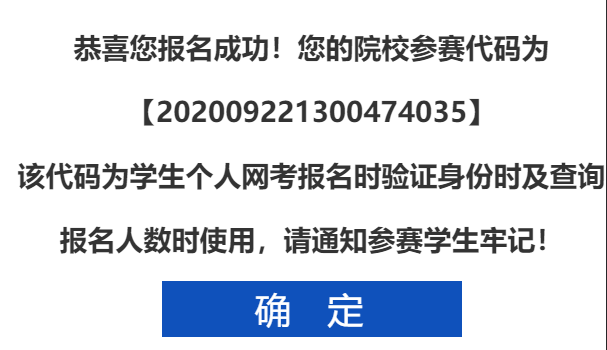 恭喜您报名成功！您的院校参赛代码为
【202009221300474035】
该代码为学生个人网考报名时验证身份时及查询
报名人数时使用，请通知参赛学生牢记！
确 定